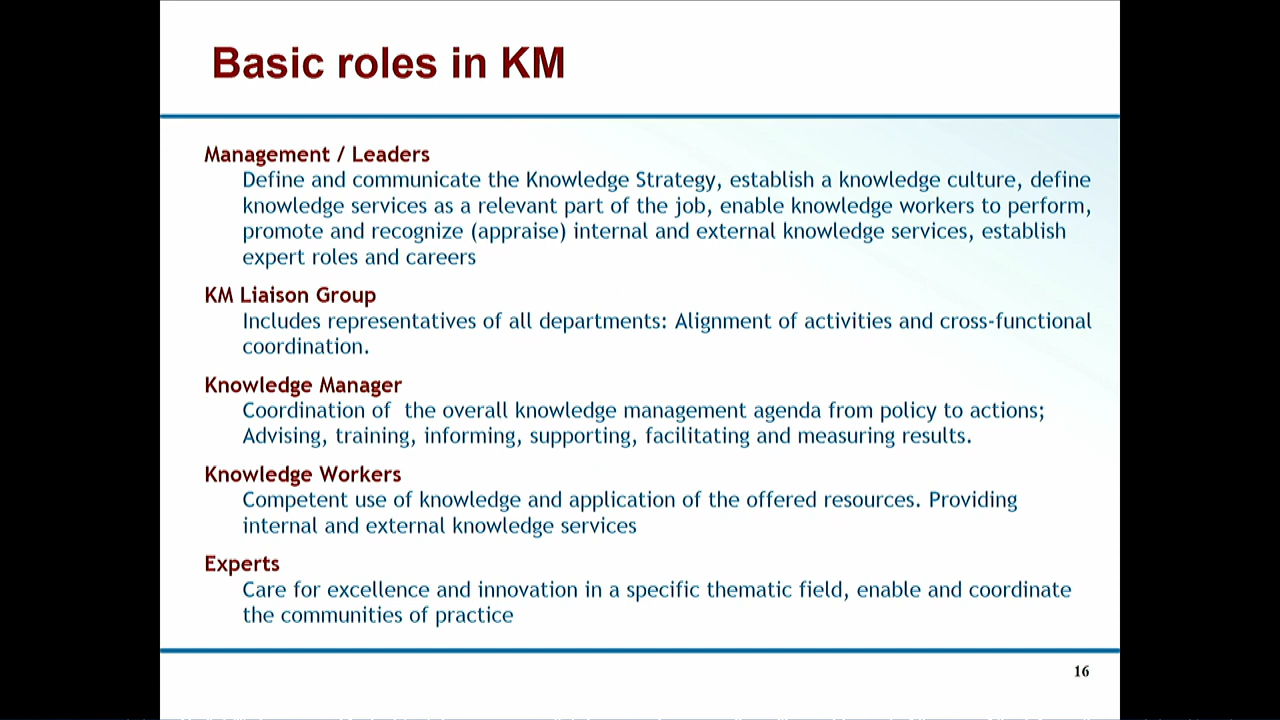 Basic roles in KM
Management / Leaders
Define and communicate the Knowledge Strategy, establish a knowledge culture, define
knowledge services as a relevant part of the job, enable knowledge workers to perform,
promote and recognize (appraise) internal and external knowledge services, establish
expert roles and careers
KM Liaison Group
Includes representatives of all departments: Alignment of activities and cross-functional
coordination.
Knowledge Manager
Coordination of  the overall knowledge management agenda from policy to actions;
Advising, training, informing, supporting, facilitating and measuring results.
Knowledge Workers
Competent use of knowledge and application of the offered resources. Providing
internal and external knowledge services
Experts
Care for excellence and innovation in a specific thematic field, enable and coordinate
the communities of practice
16